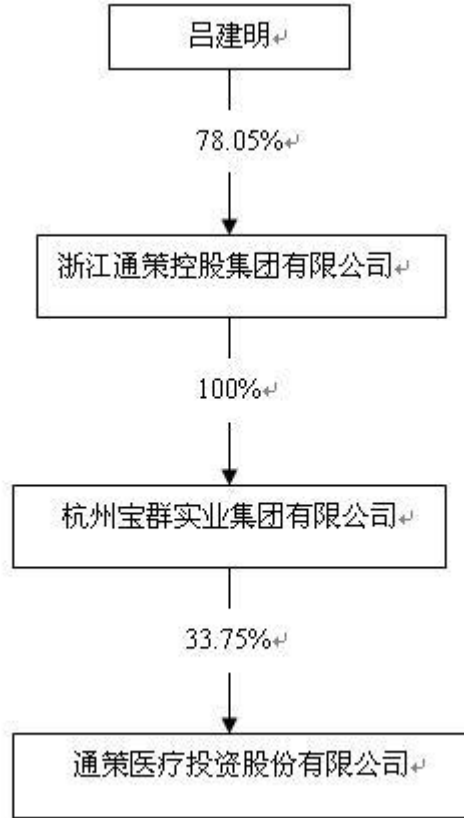 吕建明
78.05%
浙江通策控股集团有限公司
100%
杭州宝群实业集团有限公司
33.75%
通策医疗投资股份有限公司